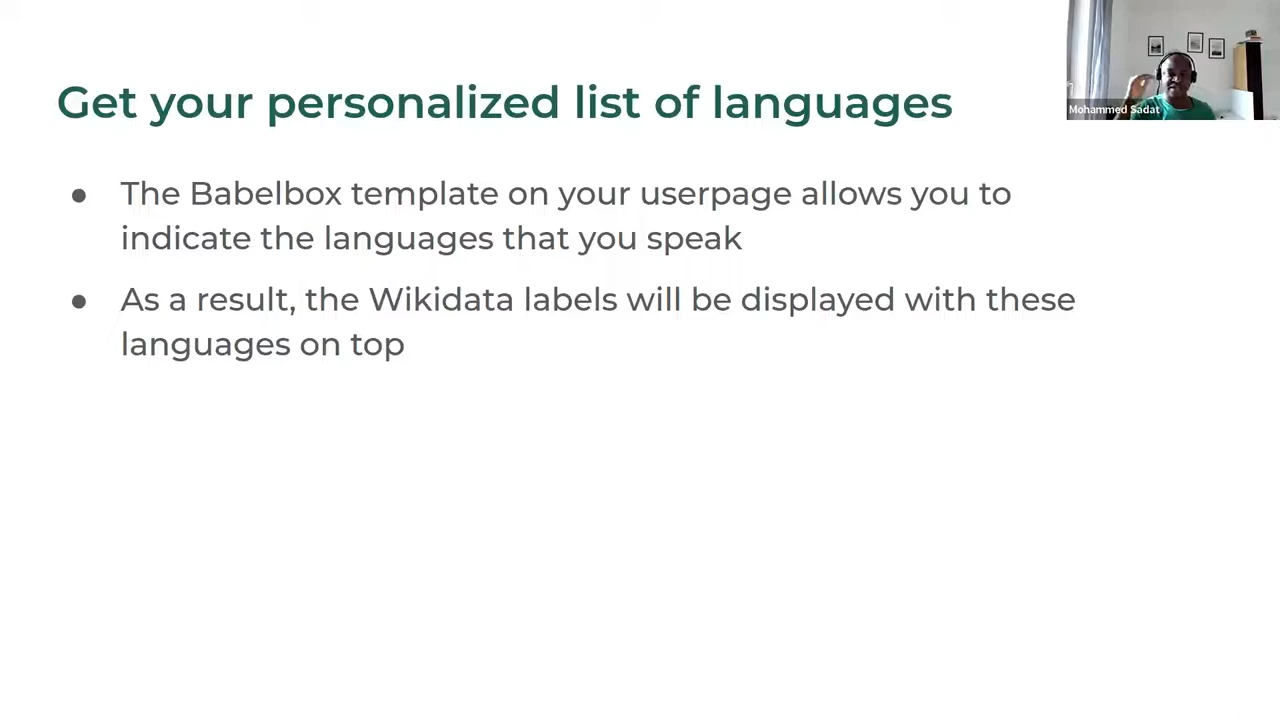 Get your personalized list of languages
Mohammed Sadat
● The Babelbox template on your userpage allows you to
indicate the languages that you speak
● As a result, the Wikidata labels will be displayed with these
languages on top